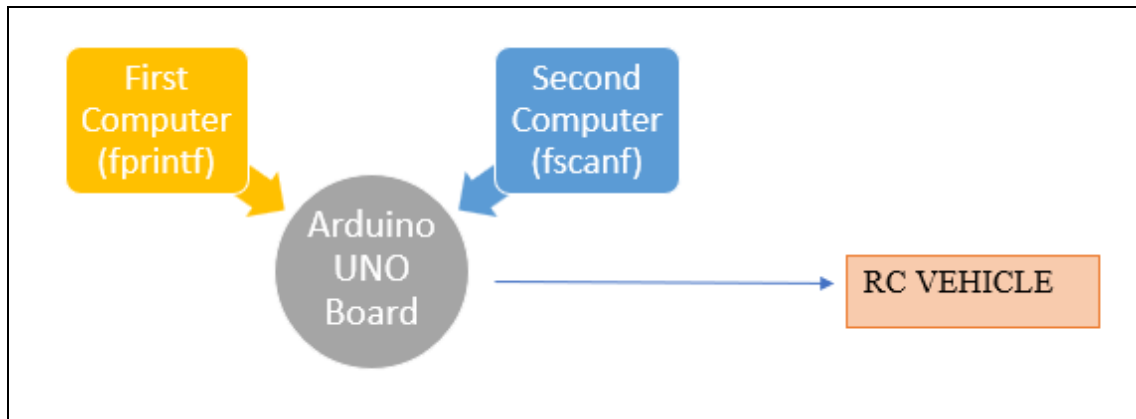 First
Computer
(fprintf)
Second
Computer
(fscanf)
Arduino
UNO
Board
RC VEHICLE